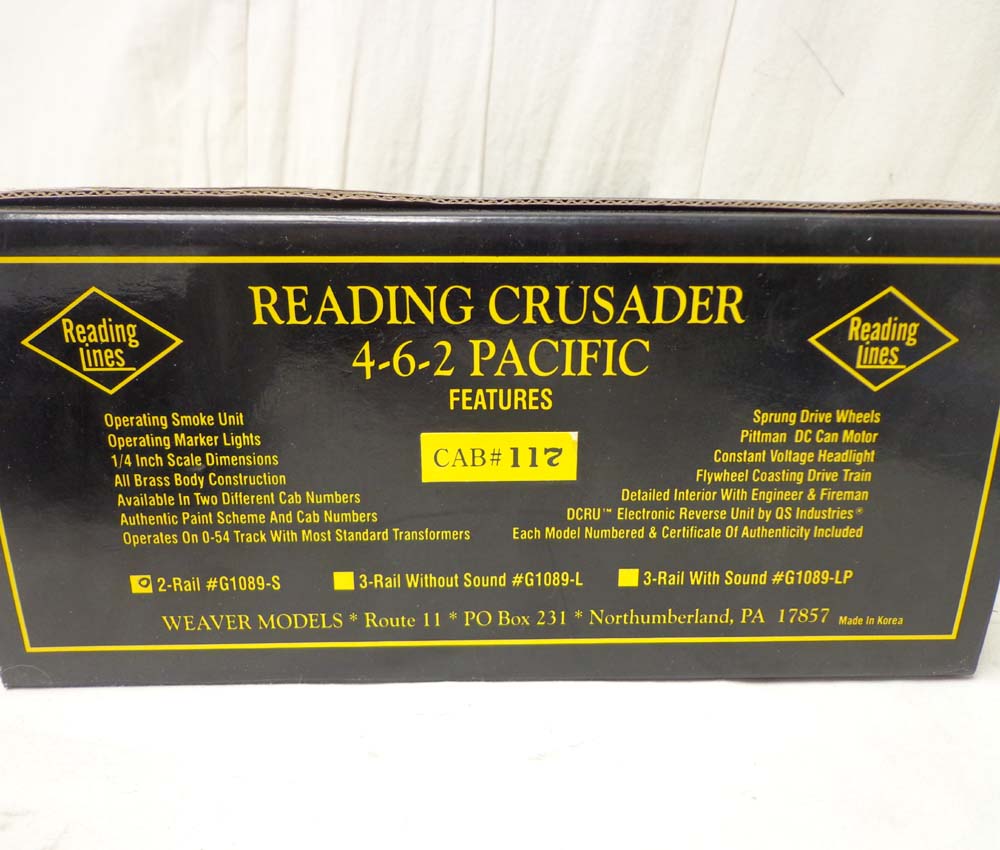 READING CRUSADER
4-6-2 PACIFIC
FEATURES
Reading
Lines
Reading
Lines
Operating Smoke Unit
Operating Marker Lights
1/4 Inch Scale Dimensions
All Brass Body Construction
Available In Two Different Cab Numbers
Authentic Paint Scheme And Cab Numbers
Operates On 0-54 Track With Most Standard Transformers
CAB# 117
Sprung Drive Wheels
Pittman DC Can Motor
Constant Voltage Headlight
Flywheel Coasting Drive Train
Detailed Interior With Engineer & Fireman
DCRU™ Electronic Reverse Unit by QS Industries®
Each Model Numbered & Certificate Of Authenticity Included
2-Rail #G1089-S 3-Rail Without Sound #G1089-L 3-Rail With Sound #G1089-LP
WEAVER MODELS * Route 11 * PO Box 231 * Northumberland, PA 17857 Made In Korea